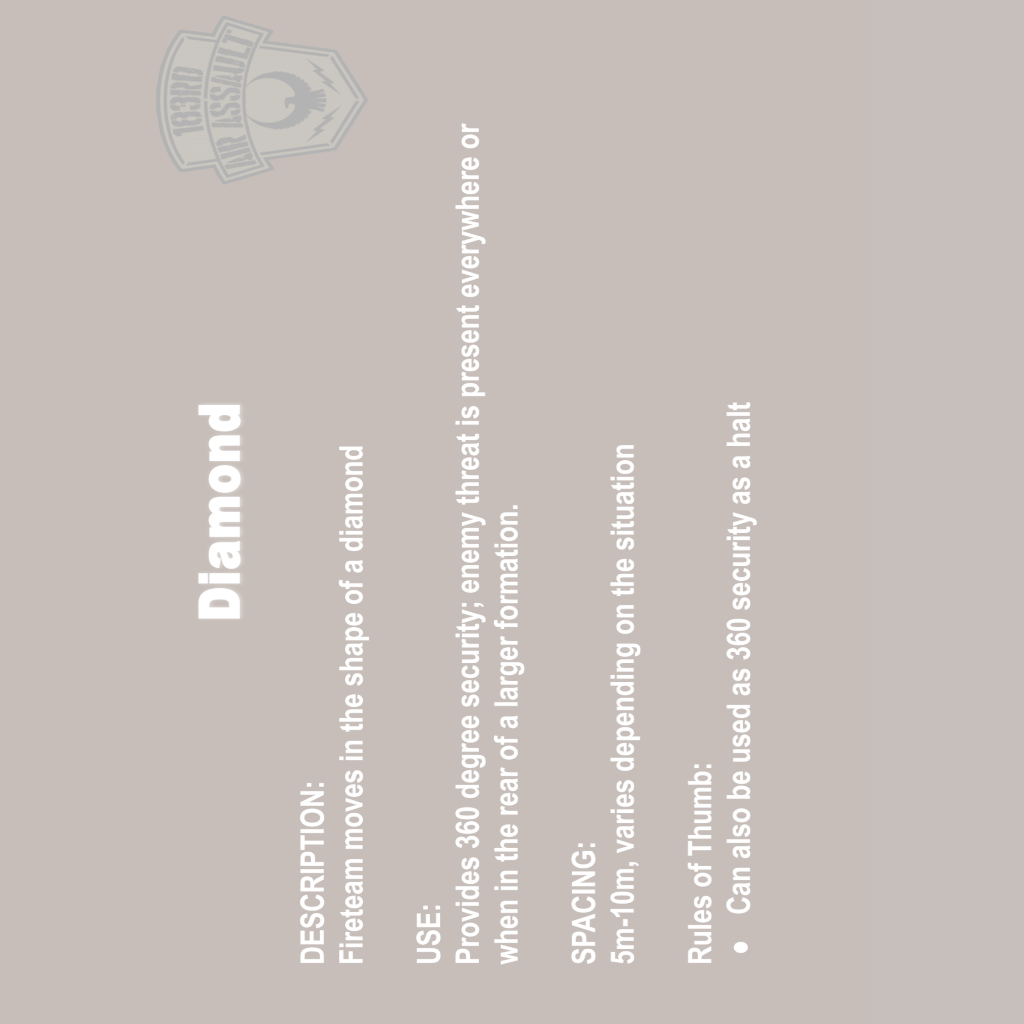 183RD
AIR ASSAULT
Diamond
DESCRIPTION:
Fireteam moves in the shape of a diamond
USE:
Provides 360 degree security; enemy threat is present everywhere or
when in the rear of a larger formation.
SPACING:
5m-10m, varies depending on the situation
Rules of Thumb:
● Can also be used as 360 security as a halt